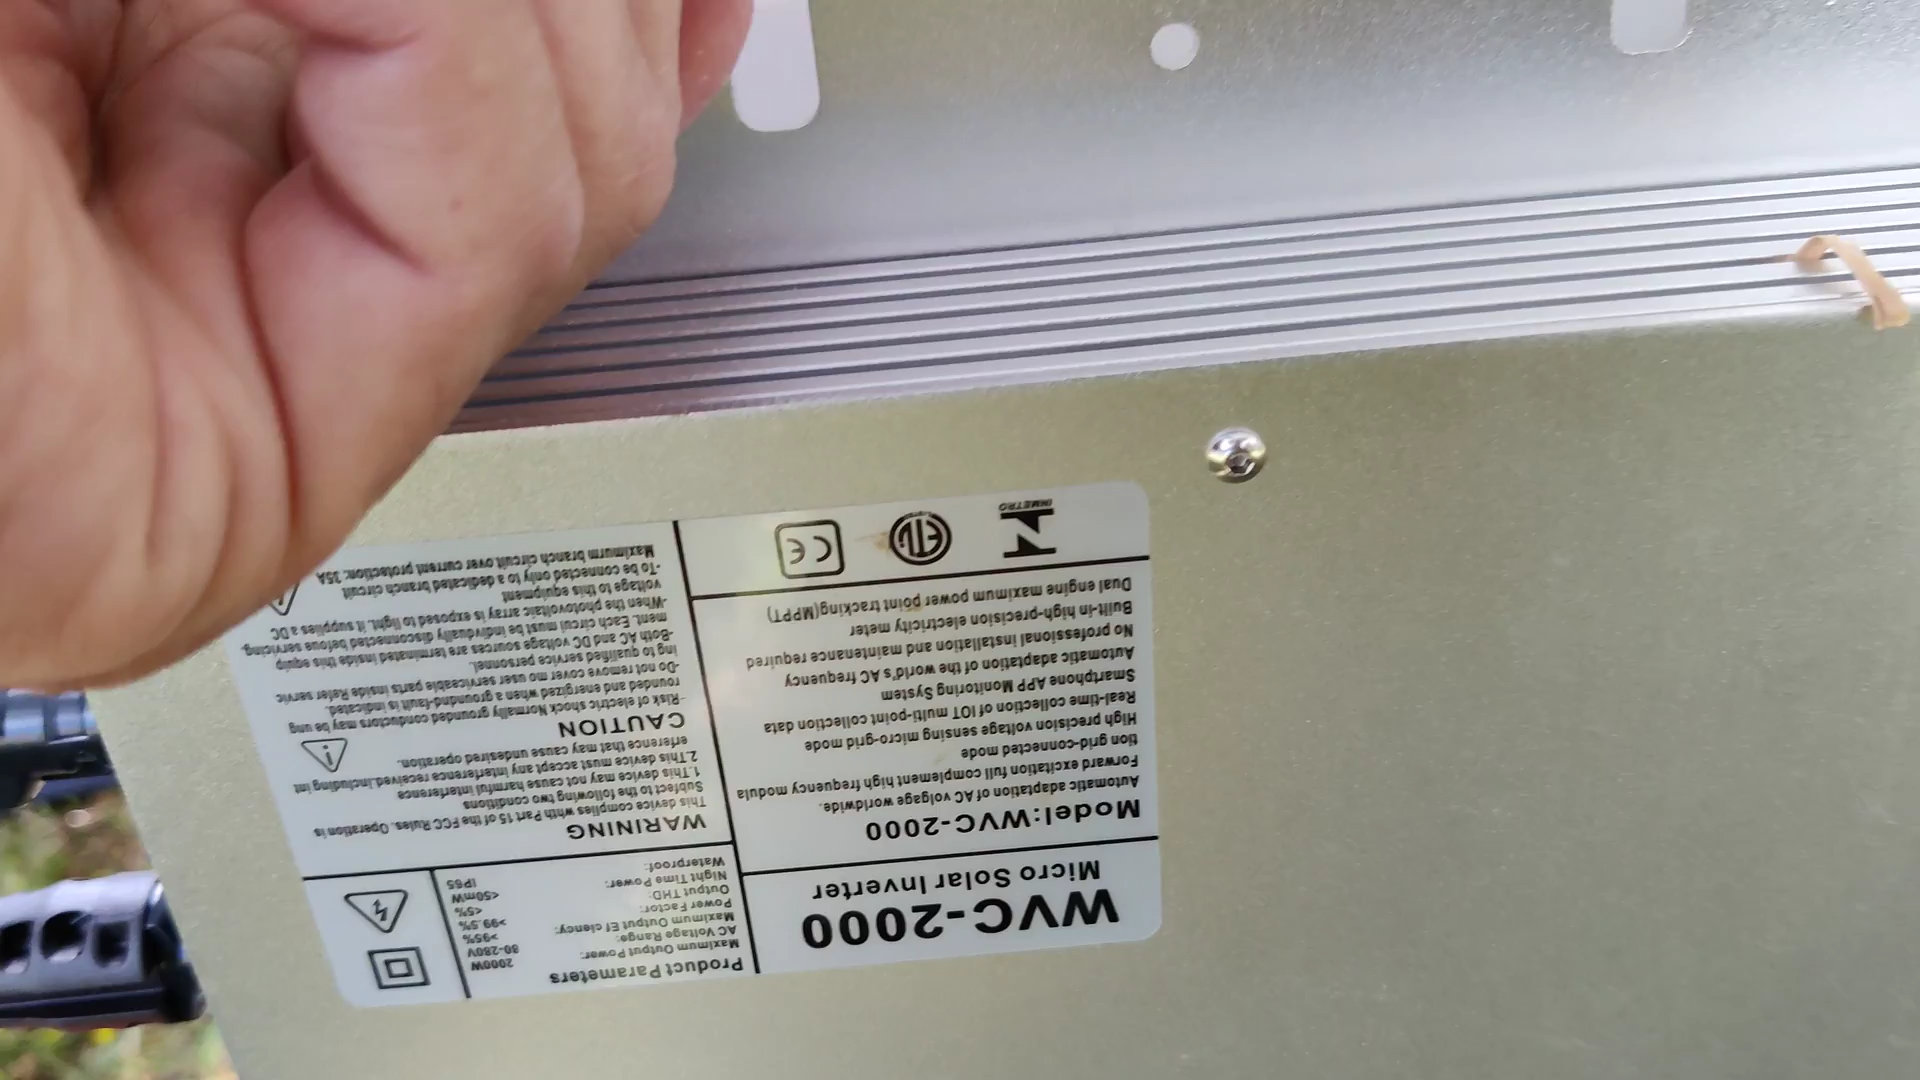 WVC-2000
Micro Solar Inverter
Model:WVC-2000
Automatic adaptation of AC volgage worldwide.
Forward excitation full complement high frequency modula
tion grid-connected mode
High precision voltage sensing micro-grid mode
Real-time collection of IOT multi-point collection data
Smartphone APP Monitoring System
Automatic adaptation of the world's AC frequency
No professional installation and maintenance required
Built-in high-precision electricity meter
Dual engine maximum power point tracking(MPPT)
INMETRO
ETL
CE
Product Parameters
Maximum Output Power: 2000W
AC Voltage Range: 80-280V
Maximum Output Ef ciency: >95%
Power Factor: >99.5%
Output THD: <5%
Night Time Power: <50mW
Waterproof: IP65
WARINING
This device complies whth Part 15 of the FCC Rules. Operation is
Subfect to the following two conditions
1.This device may not cause harmful interference
2.This device must accept any interference received.including int
erference that may cause undesired operation.
CAUTION
-Risk of electric shock Normally grounded conductors may be ung
rounded and energized when a groundnd-fault is indicated.
-Do not remove cover mo user serviceable parts inside Refer servic
ing to qualified service personnel.
-Both AC and DC voltage sources are terminated inside this equip
ment. Each circut must be individually disconnected befous servicing.
-When the photovoltaic array is exposed to light, it supplies a DC
voltage to this equipment
-To be connected only to a dedicated branch circuit
Maximurm branch circuit over current protection: 35A